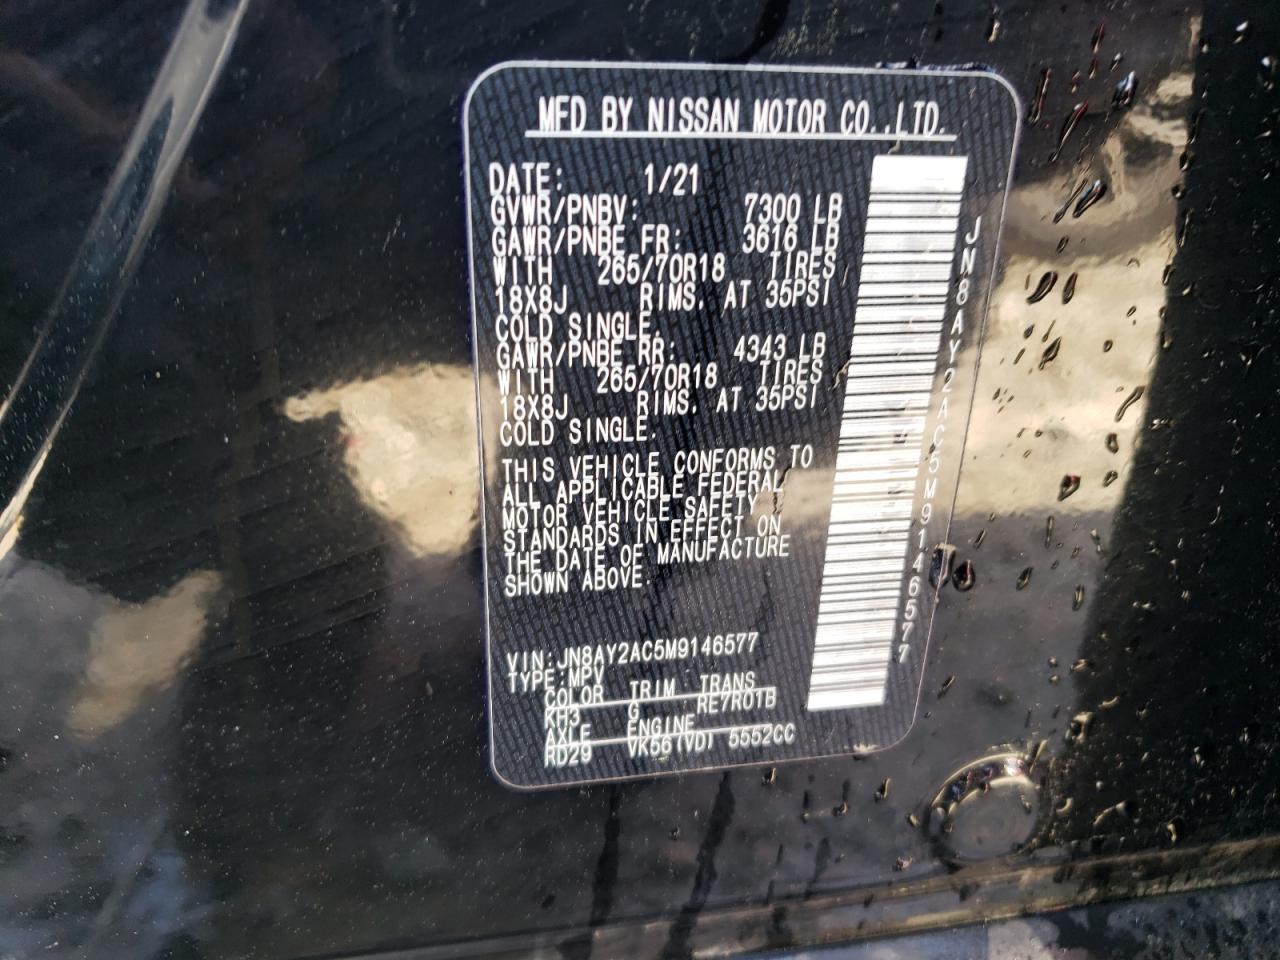 MFD BY NISSAN MOTOR CO.,LTD.
DATE: 1/21
GVWR/PNBV: 7300 LB
GAWR/PNBE FR: 3616 LB
WITH 265/70R18 TIRES,
18X8J RIMS, AT 35PSI
COLD SINGLE.
GAWR/PNBE RR: 4343 LB
WITH 265/70R18 TIRES,
18X8J RIMS, AT 35PSI
COLD SINGLE.
THIS VEHICLE CONFORMS TO
ALL APPLICABLE FEDERAL
MOTOR VEHICLE SAFETY
STANDARDS IN EFFECT ON
THE DATE OF MANUFACTURE
SHOWN ABOVE.
VIN:JN8AY2AC5M9146577
TYPE:MPV
COLOR TRIM TRANS
KH3 G RE7R01B
AXLE ENGINE
RD29 VK56(VD) 5552CC
JN8AY2AC5M9146577